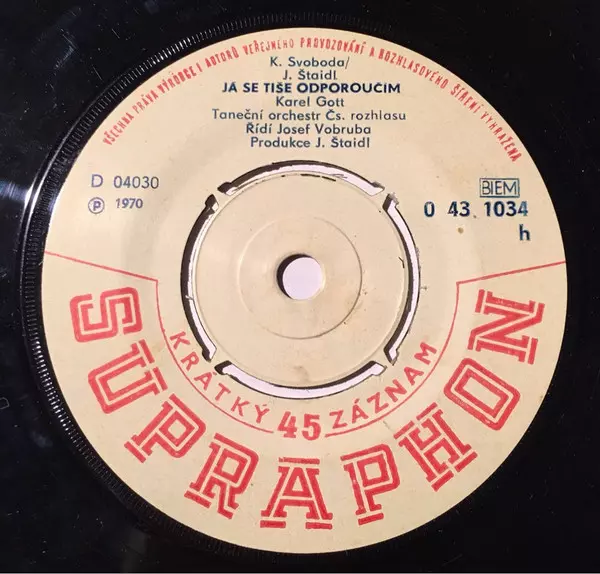 VŠECHNA PRÁVA VÝROBCE I AUTORŮ VEŘEJNÉHO PROVOZOVÁNÍ A ROZHLASOVÉHO ŠÍŘENÍ VYHRAŽENA
K. Svoboda/
J. Štaidl
JÁ SE TIŠE ODPOROUČÍM
Karel Gott
Taneční orchestr Čs. rozhlasu
Řídí Josef Vobruba
Produkce J. Štaidl
D 04030
℗ 1970
BIEM
0 43 1034
h
KRÁTKÝ 45 ZÁZNAM
SUPRAPHON